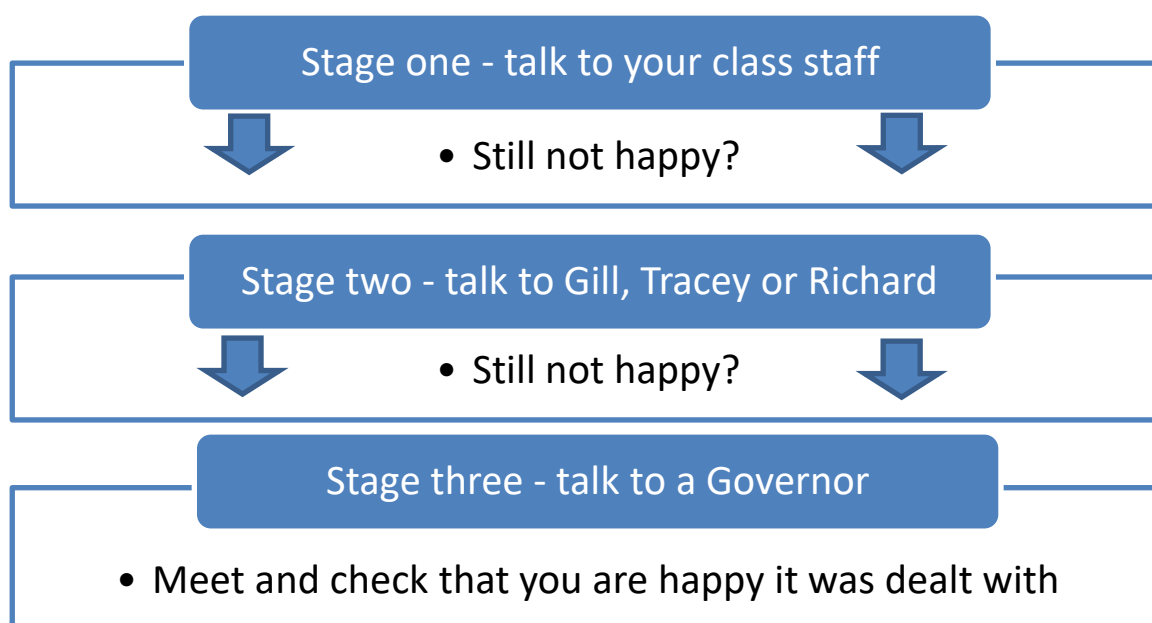 Stage one - talk to your class staff
• Still not happy?
Stage two - talk to Gill, Tracey or Richard
• Still not happy?
Stage three - talk to a Governor
• Meet and check that you are happy it was dealt with